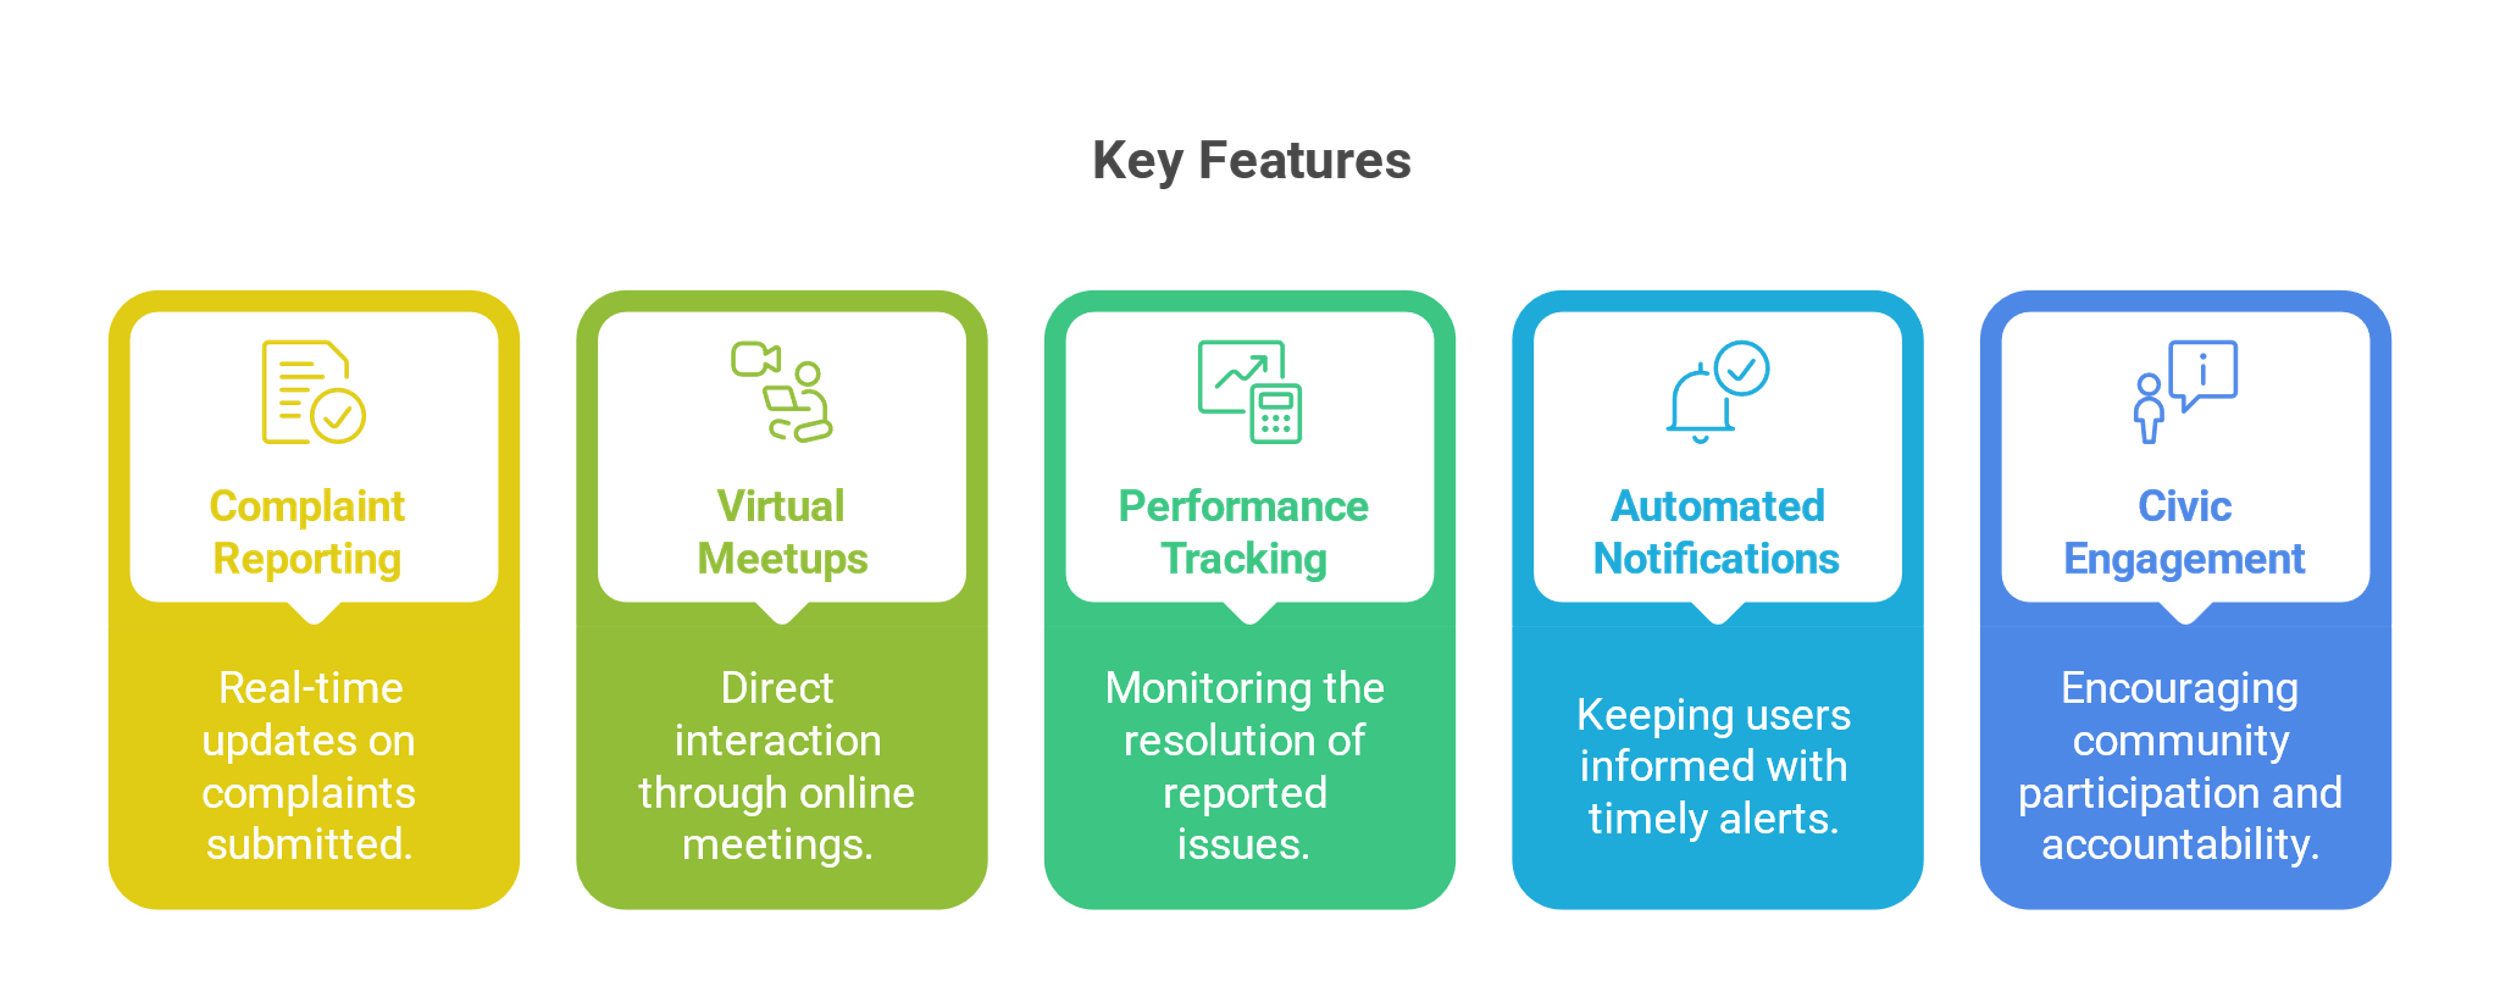 Key Features
Complaint
Reporting
Real-time
updates on
complaints
submitted.
Virtual
Meetups
Direct
interaction
through online
meetings.
Performance
Tracking
Monitoring the
resolution of
reported
issues.
Automated
Notifications
Keeping users
informed with
timely alerts.
i
Civic
Engagement
Encouraging
community
participation and
accountability.